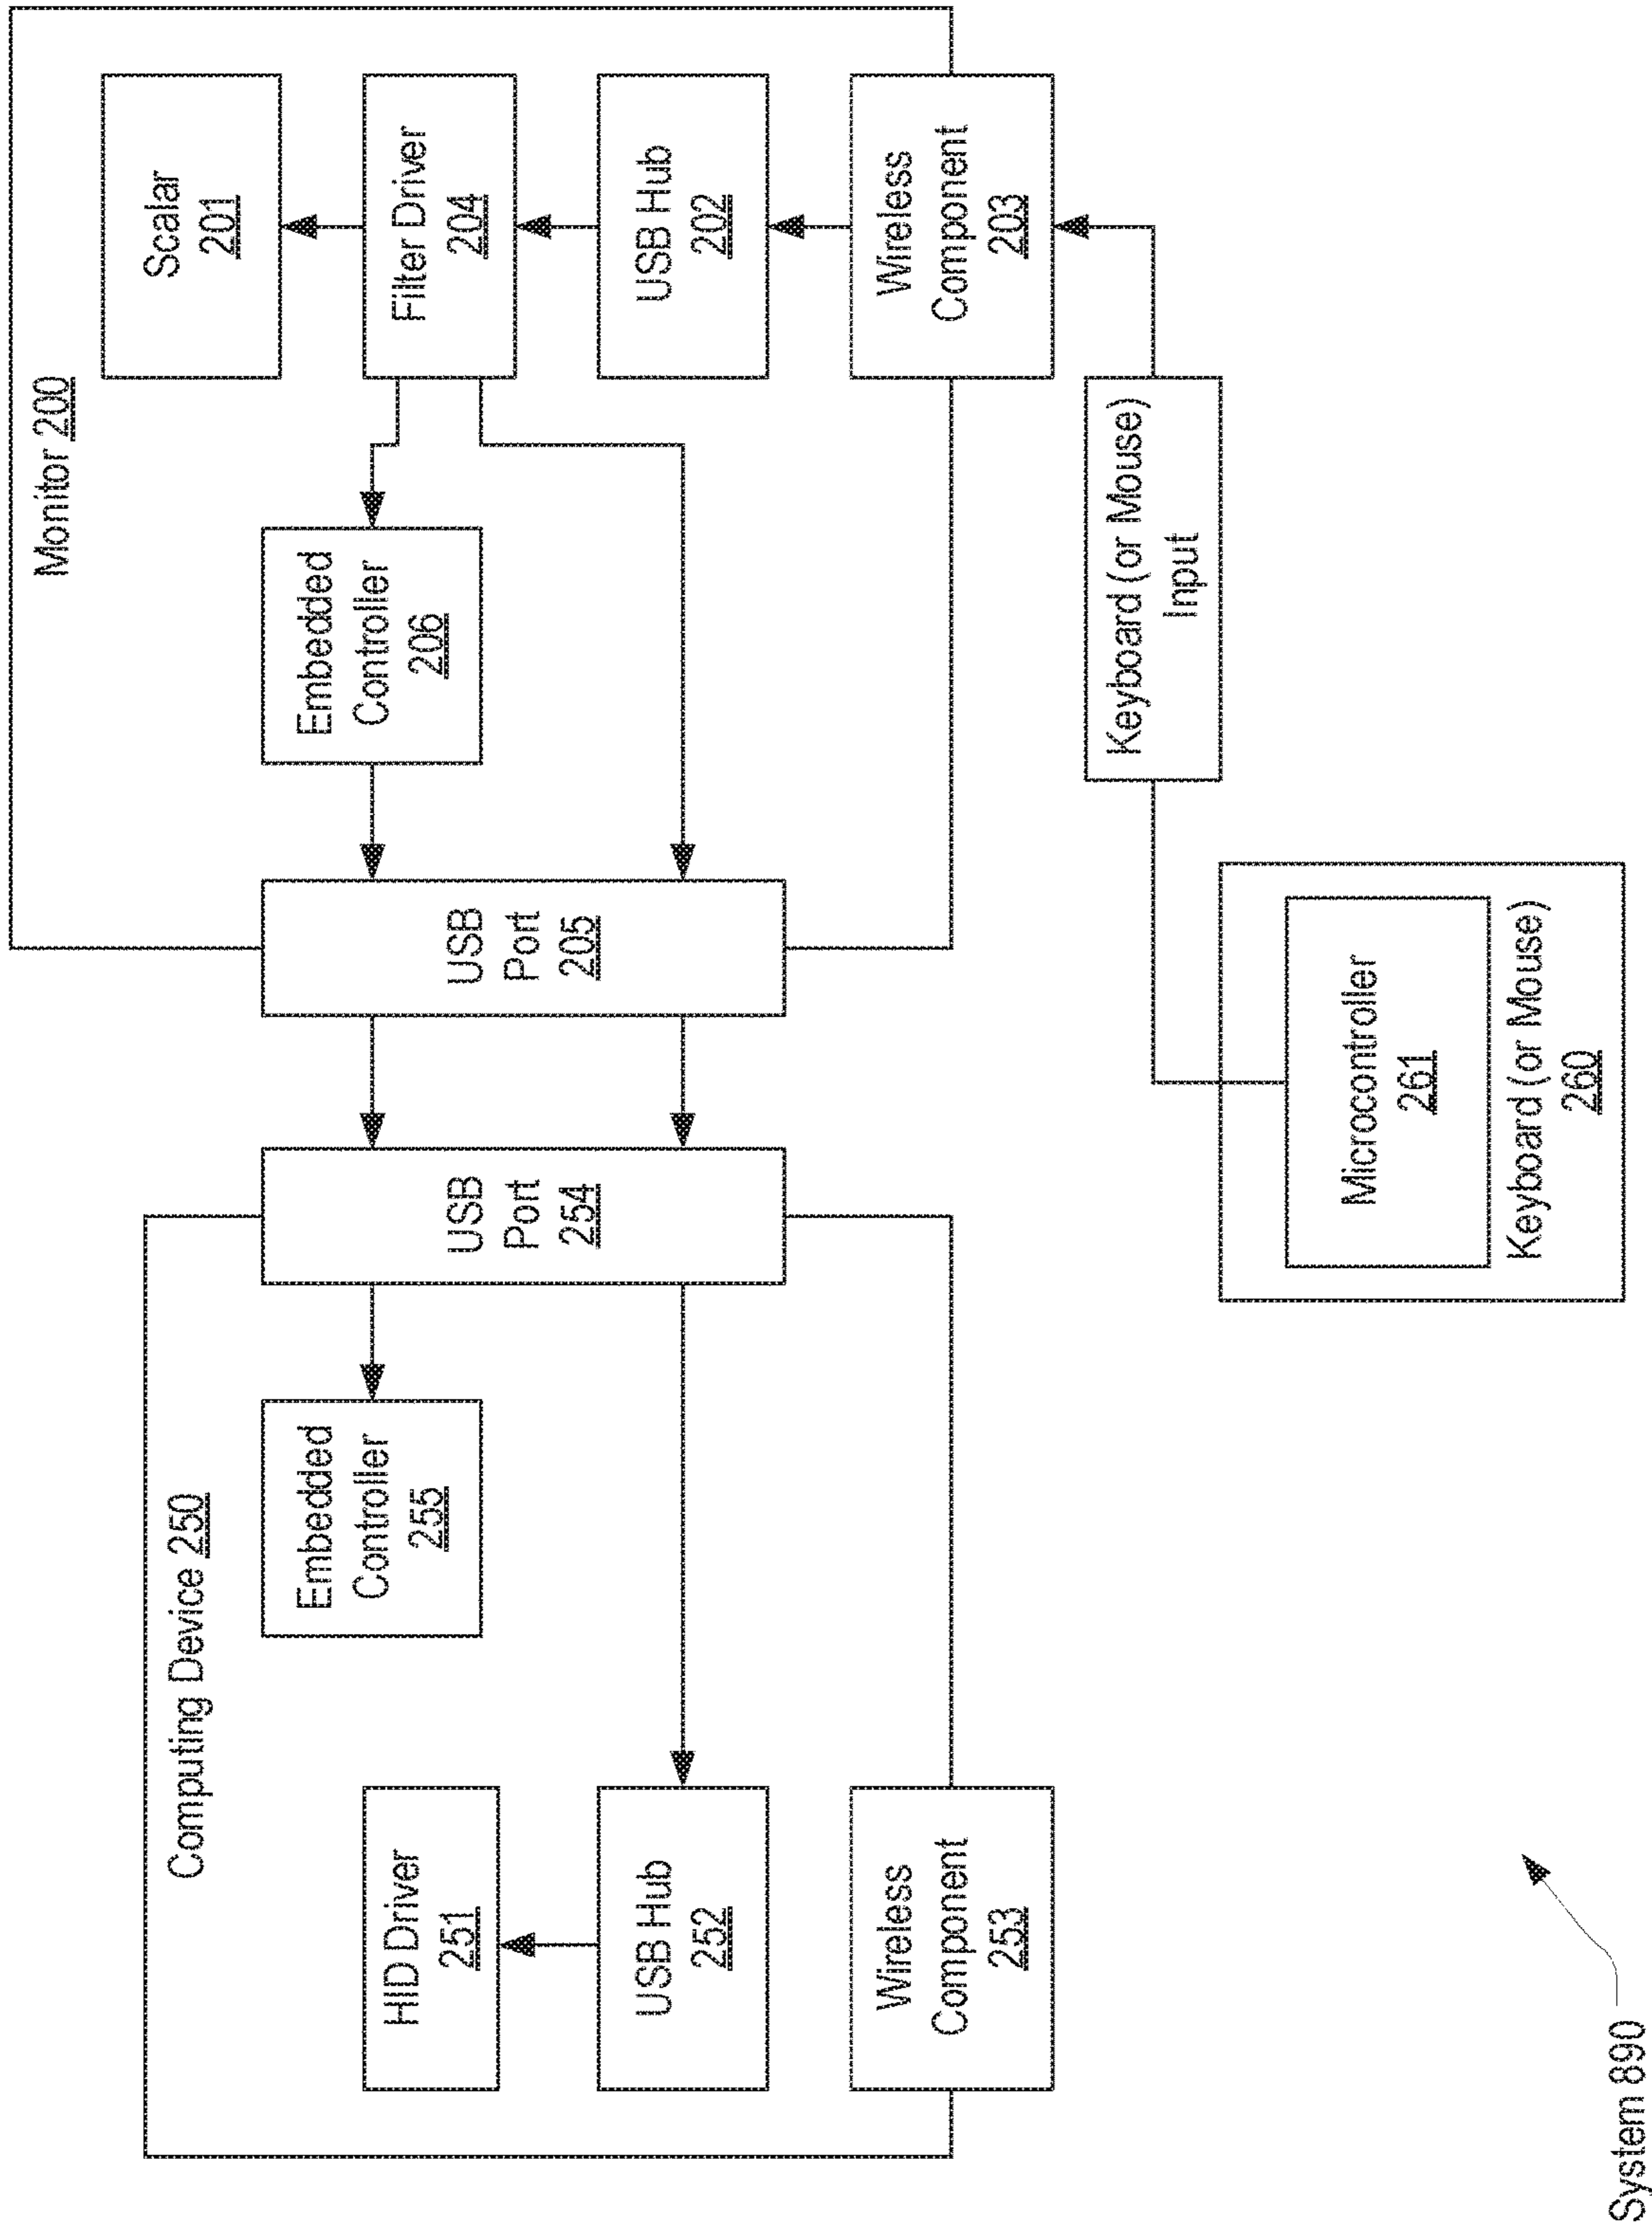 Computing Device 250
HID Driver
251
USB Hub
252
Wireless
Component
253
Embedded
Controller
255
USB
Port
254
Monitor 200
USB
Port
205
Embedded
Controller
206
Scalar
201
Filter Driver
204
USB Hub
202
Wireless
Component
203
Keyboard (or Mouse)
Input
Microcontroller
261
Keyboard (or Mouse)
260
System 890